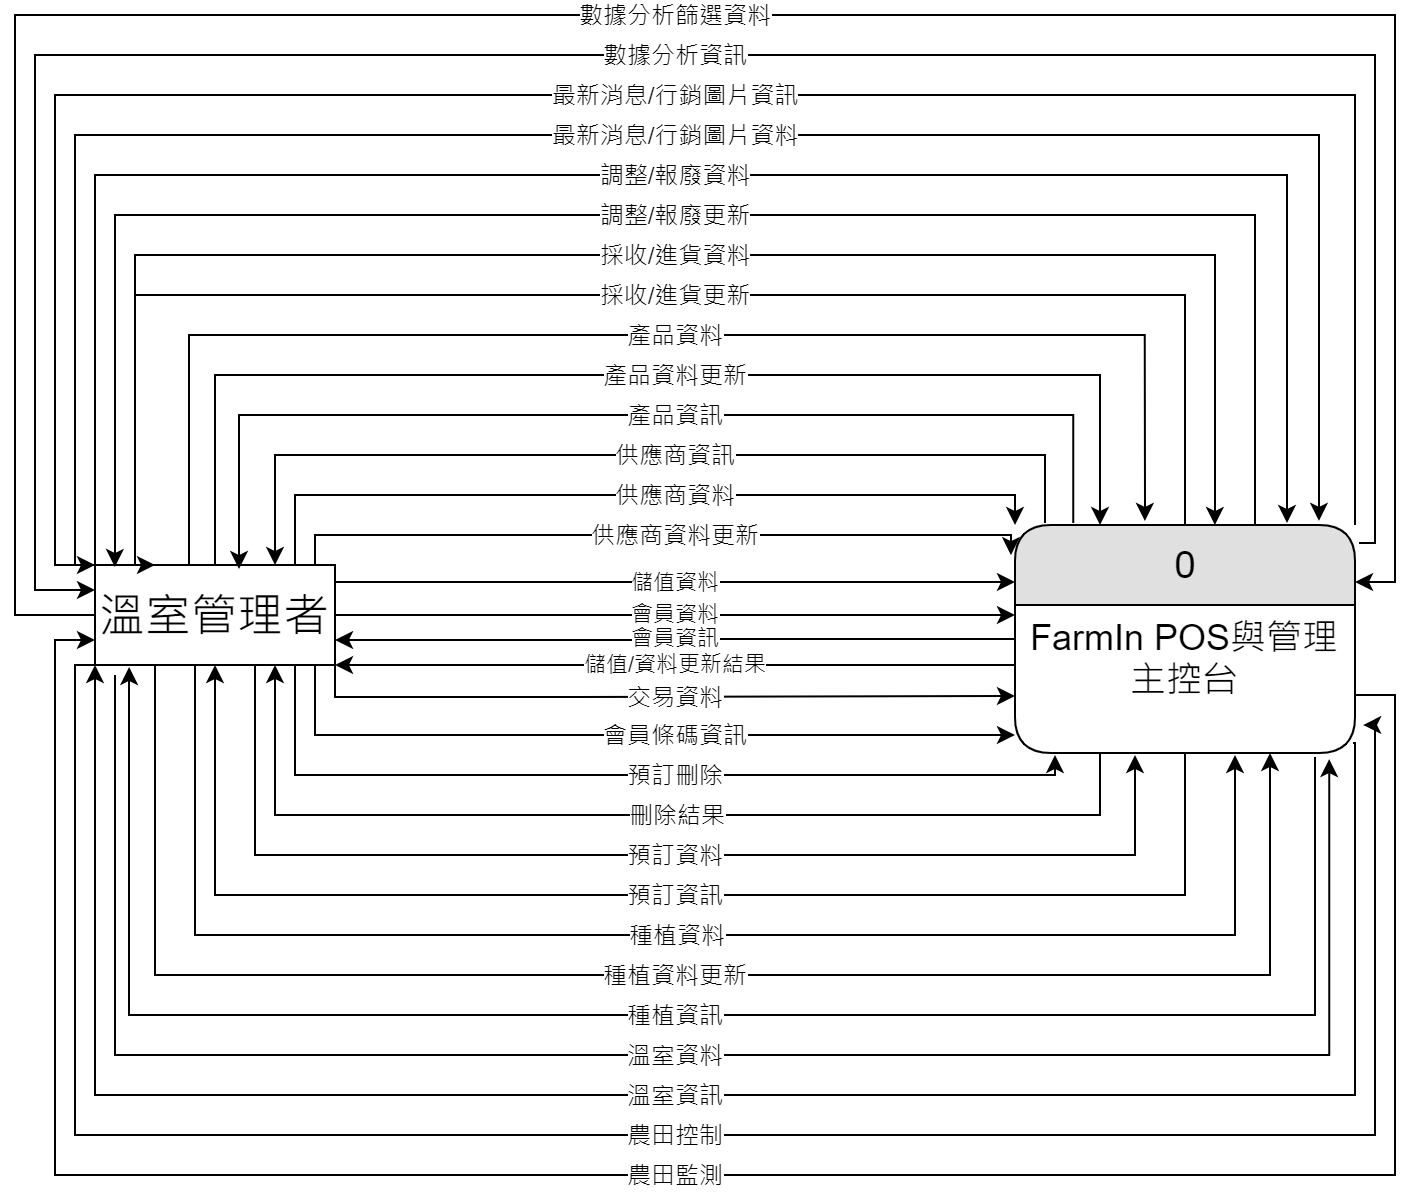 數據分析篩選資料
數據分析資訊
最新消息/行銷圖片資訊
最新消息/行銷圖片資料
調整/報廢資料
調整/報廢更新
採收/進貨資料
採收/進貨更新
產品資料
產品資料更新
產品資訊
供應商資訊
供應商資料
供應商資料更新
0
儲值資料
溫室管理者
會員資料
會員資訊
FarmIn POS與管理
主控台
儲值/資料更新結果
交易資料
會員條碼資訊
預訂刪除
刪除結果
預訂資料
預訂資訊
種植資料
種植資料更新
種植資訊
溫室資料
溫室資訊
農田控制
農田監測